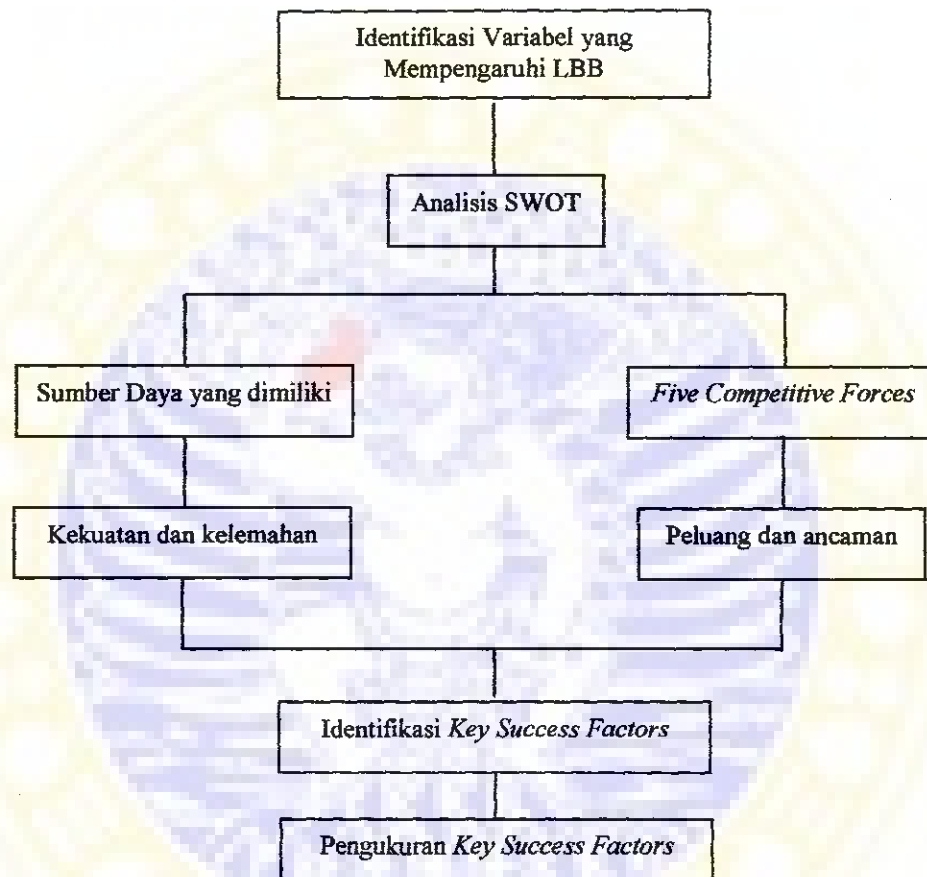 Identifikasi Variabel yang
Mempengaruhi LBB
Analisis SWOT
Sumber Daya yang dimiliki
Five Competitive Forces
Kekuatan dan kelemahan
Peluang dan ancaman
Identifikasi Key Success Factors
Pengukuran Key Success Factors